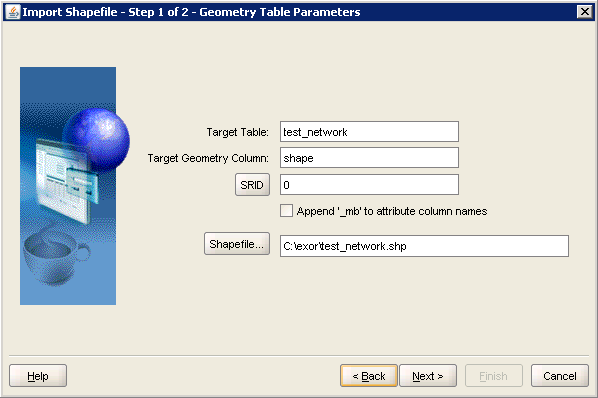 Import Shapefile - Step 1 of 2 - Geometry Table Parameters
Target Table: test_network
Target Geometry Column: shape
SRID 0
Append '_mb' to attribute column names
Shapefile... C:\exor\test_network.shp
Help < Back Next > Finish Cancel